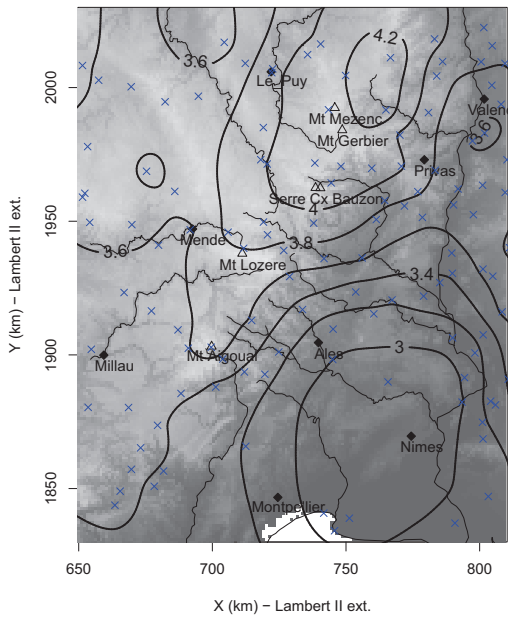 4.2
3.6
2000
Le Puy
Valen
Mt Mezenc
Mt Gerbier
3.6
Privas
Serre Cx Bauzon
4
1950
Mende
3.6
3.8
Mt Lozere
3.4
Y (km) − Lambert II ext.
1900
Millau
Mt Aigoual
Ales
3
Nimes
1850
Montpellier
650
700
750
800
X (km) − Lambert II ext.